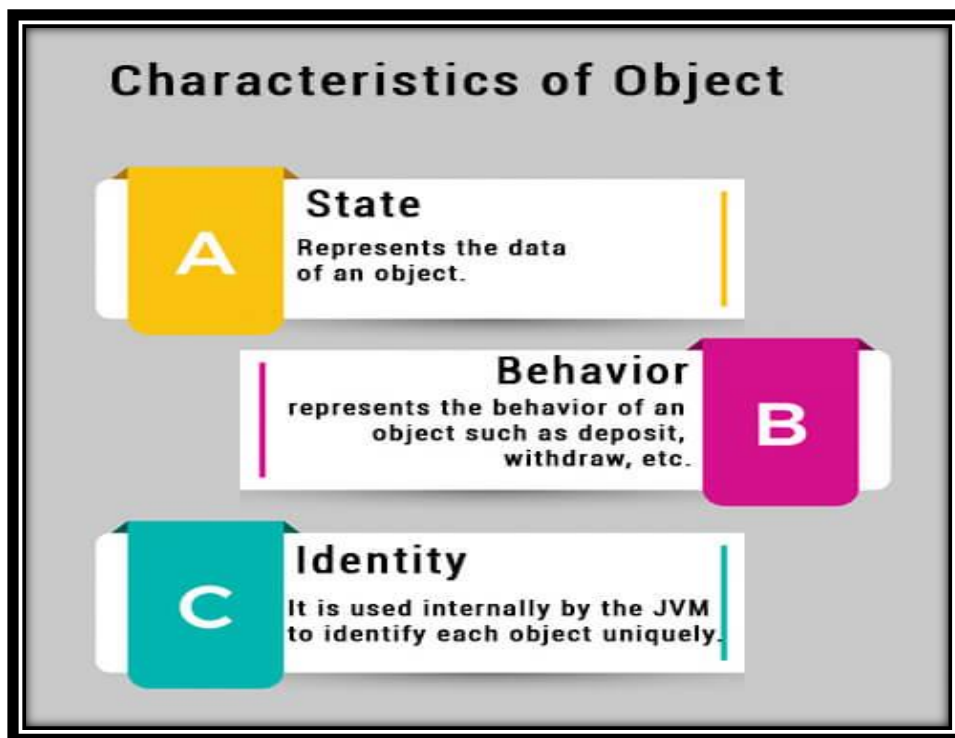 Characteristics of Object
A
State
Represents the data
of an object.
Behavior
represents the behavior of an
object such as deposit,
withdraw, etc.
B
C
Identity
It is used internally by the JVM
to identify each object uniquely.